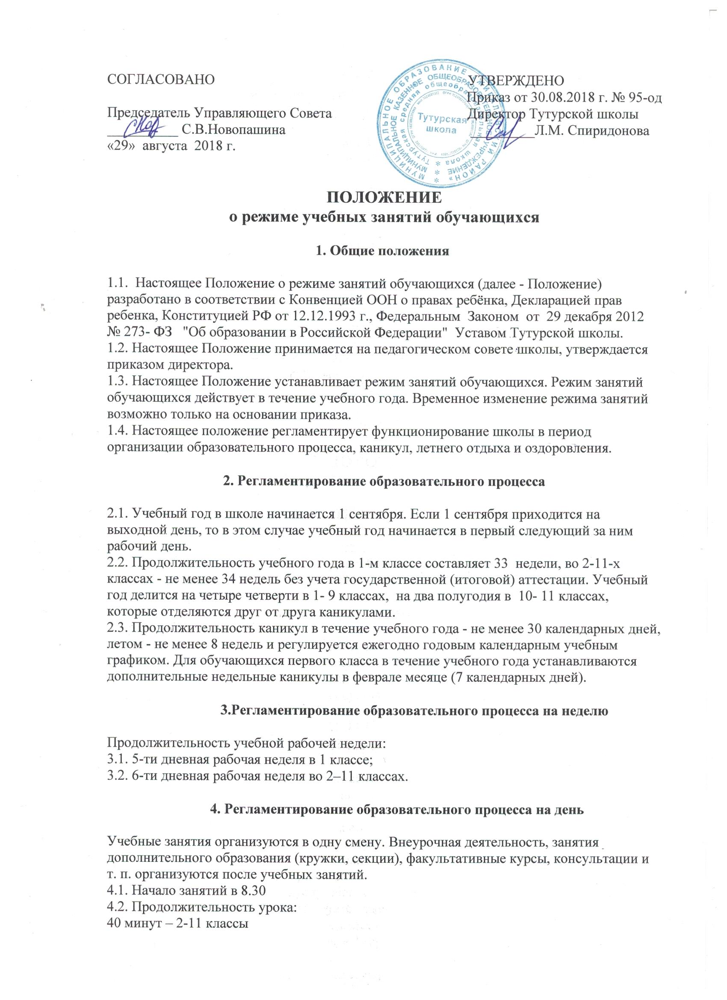 СОГЛАСОВАНО
УТВЕРЖДЕНО
Приказ от 30.08.2018 г. № 95-од
Председатель Управляющего Совета
Директор Тутурской школы
____________ С.В.Новопашина
___________Л.М. Спиридонова
«29»  августа  2018 г.
МУНИЦИПАЛЬНОЕ ОБРАЗОВАНИЕ «ЖИГАЛОВСКИЙ РАЙОН»
МУНИЦИПАЛЬНОЕ КАЗЕННОЕ ОБЩЕОБРАЗОВАТЕЛЬНОЕ УЧРЕЖДЕНИЕ
Тутурская средняя общеобразовательная школа
Тутурская
школа
ПОЛОЖЕНИЕ
о режиме учебных занятий обучающихся
1. Общие положения
1.1.  Настоящее Положение о режиме занятий обучающихся (далее - Положение)
разработано в соответствии с Конвенцией ООН о правах ребёнка, Декларацией прав
ребенка, Конституцией РФ от 12.12.1993 г., Федеральным  Законом  от  29 декабря 2012
№ 273- ФЗ   "Об образовании в Российской Федерации"  Уставом Тутурской школы.
1.2. Настоящее Положение принимается на педагогическом совете школы, утверждается
приказом директора.
1.3. Настоящее Положение устанавливает режим занятий обучающихся. Режим занятий
обучающихся действует в течение учебного года. Временное изменение режима занятий
возможно только на основании приказа.
1.4. Настоящее положение регламентирует функционирование школы в период
организации образовательного процесса, каникул, летнего отдыха и оздоровления.
2. Регламентирование образовательного процесса
2.1. Учебный год в школе начинается 1 сентября. Если 1 сентября приходится на
выходной день, то в этом случае учебный год начинается в первый следующий за ним
рабочий день.
2.2. Продолжительность учебного года в 1-м классе составляет 33  недели, во 2-11-х
классах - не менее 34 недель без учета государственной (итоговой) аттестации. Учебный
год делится на четыре четверти в 1- 9 классах,  на два полугодия в  10- 11 классах,
которые отделяются друг от друга каникулами.
2.3. Продолжительность каникул в течение учебного года - не менее 30 календарных дней,
летом - не менее 8 недель и регулируется ежегодно годовым календарным учебным
графиком. Для обучающихся первого класса в течение учебного года устанавливаются
дополнительные недельные каникулы в феврале месяце (7 календарных дней).
3.Регламентирование образовательного процесса на неделю
Продолжительность учебной рабочей недели:
3.1. 5-ти дневная рабочая неделя в 1 классе;
3.2. 6-ти дневная рабочая неделя во 2–11 классах.
4. Регламентирование образовательного процесса на день
Учебные занятия организуются в одну смену. Внеурочная деятельность, занятия
дополнительного образования (кружки, секции), факультативные курсы, консультации и
т. п. организуются после учебных занятий.
4.1. Начало занятий в 8.30
4.2. Продолжительность урока:
40 минут – 2-11 классы